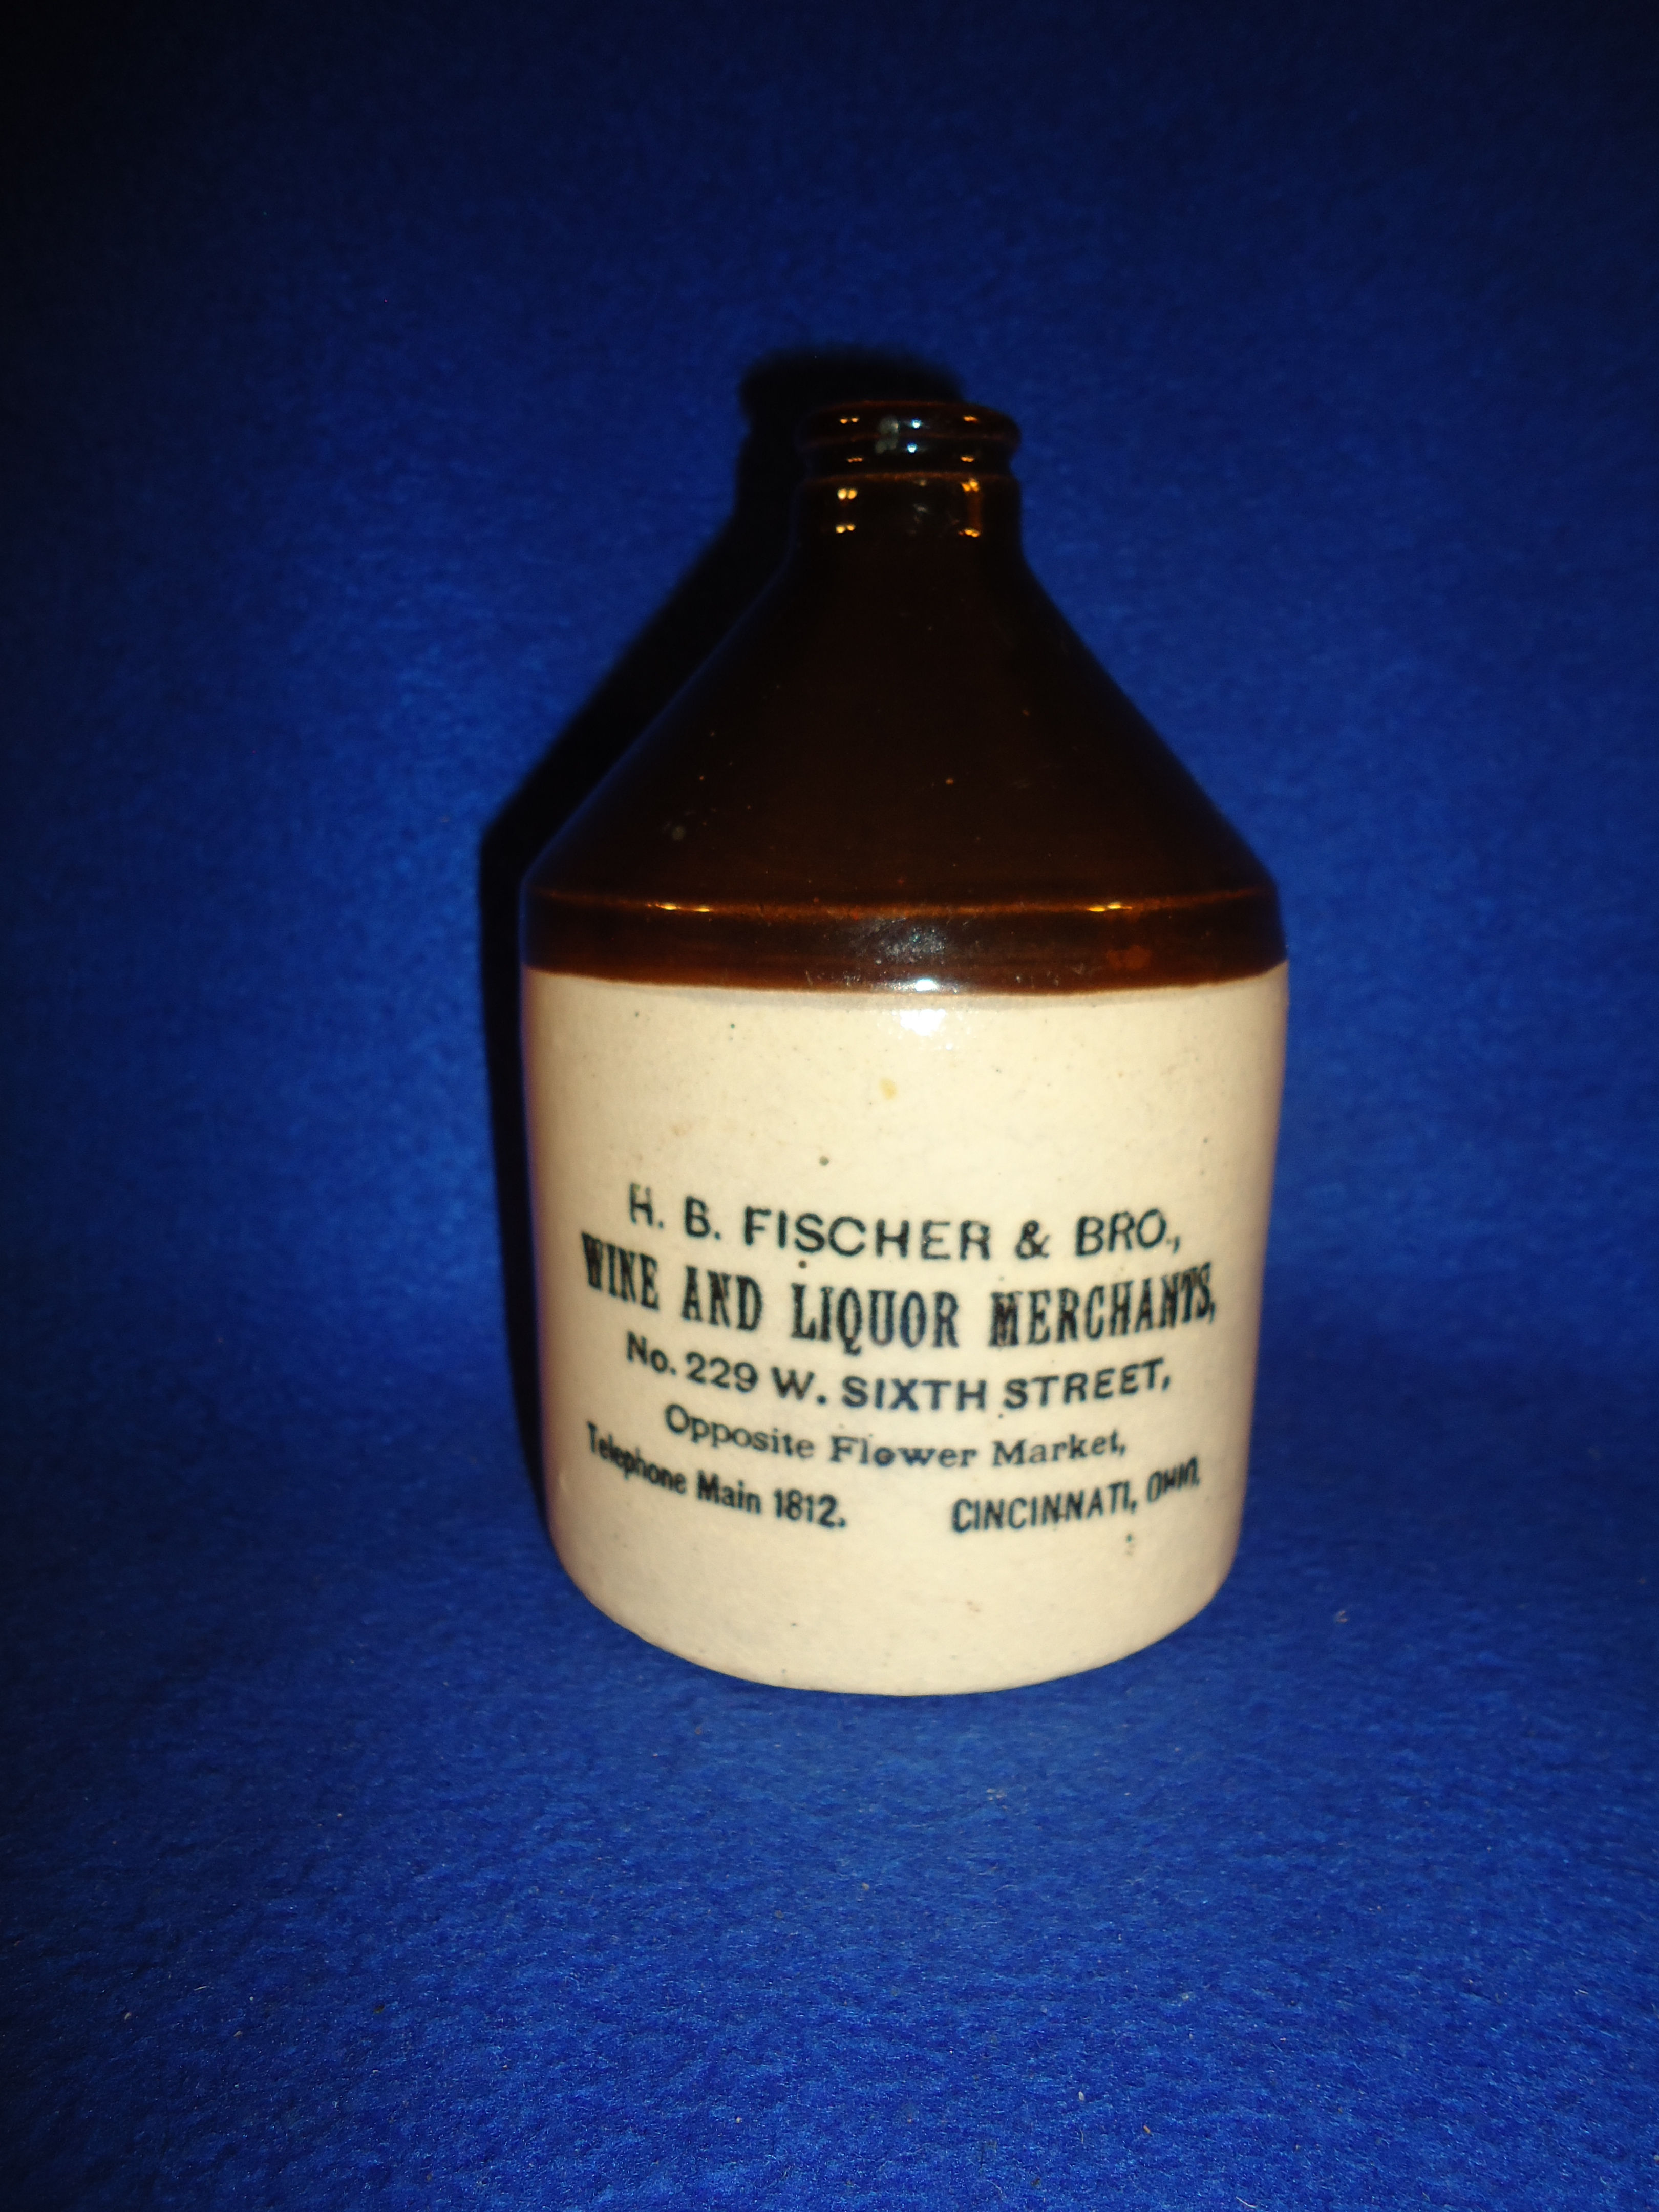 H. B. FISCHER & BRO.,
WINE AND LIQUOR MERCHANTS,
No. 229 W. SIXTH STREET,
Opposite Flower Market,
Telephone Main 1812. CINCINNATI, OHIO.